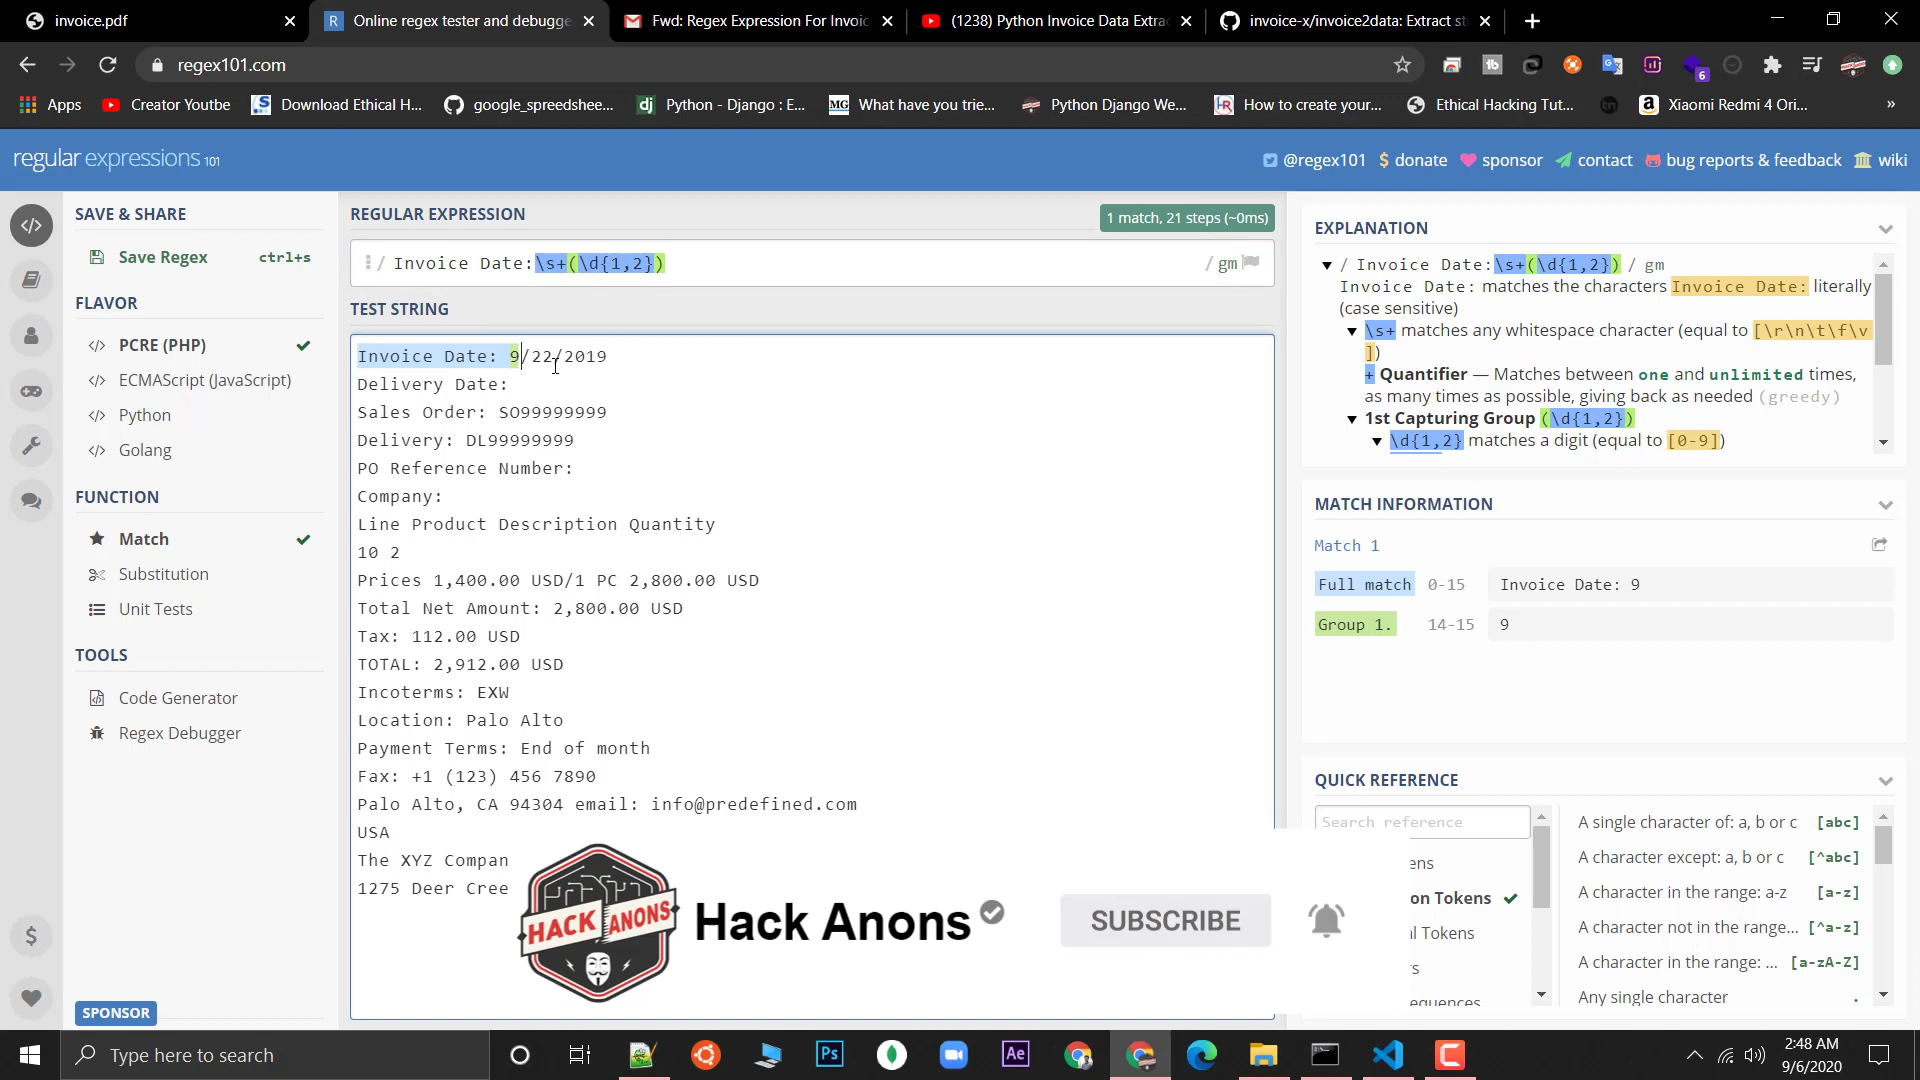 invoice.pdf
Online regex tester and debugge
Fwd: Regex Expression For Invoic
(1238) Python Invoice Data Extra
invoice-x/invoice2data: Extract st
regex101.com
6
Apps
Creator Youtbe
Download Ethical H...
google_spreedshee...
Python - Django : E...
What have you trie...
Python Django We...
How to create your...
Ethical Hacking Tut...
Xiaomi Redmi 4 Ori...
»
regular expressions 101
@regex101
$ donate
sponsor
contact
bug reports & feedback
wiki
SAVE & SHARE
Save Regex ctrl+s
FLAVOR
</> PCRE (PHP)
</> ECMAScript (JavaScript)
</> Python
</> Golang
FUNCTION
Match
Substitution
Unit Tests
TOOLS
Code Generator
Regex Debugger
SPONSOR
REGULAR EXPRESSION
1 match, 21 steps (~0ms)
/ Invoice Date:\s+(\d{1,2}) / gm
TEST STRING
Invoice Date: 9/22/2019
Delivery Date:
Sales Order: SO99999999
Delivery: DL99999999
PO Reference Number:
Company:
Line Product Description Quantity
10 2
Prices 1,400.00 USD/1 PC 2,800.00 USD
Total Net Amount: 2,800.00 USD
Tax: 112.00 USD
TOTAL: 2,912.00 USD
Incoterms: EXW
Location: Palo Alto
Payment Terms: End of month
Fax: +1 (123) 456 7890
Palo Alto, CA 94304 email: info@predefined.com
USA
The XYZ Compan
1275 Deer Cree
HACK ANONS
Hack Anons
SUBSCRIBE
EXPLANATION
/ Invoice Date:\s+(\d{1,2}) / gm
Invoice Date: matches the characters Invoice Date: literally
(case sensitive)
\s+ matches any whitespace character (equal to [\r\n\t\f\v
])
+ Quantifier — Matches between one and unlimited times,
as many times as possible, giving back as needed (greedy)
1st Capturing Group (\d{1,2})
\d{1,2} matches a digit (equal to [0-9])
MATCH INFORMATION
Match 1
Full match 0-15 Invoice Date: 9
Group 1. 14-15 9
QUICK REFERENCE
Search reference
ens
on Tokens
al Tokens
rs
equences
A single character of: a, b or c [abc]
A character except: a, b or c [^abc]
A character in the range: a-z [a-z]
A character not in the range... [^a-z]
A character in the range: ... [a-zA-Z]
Any single character .
Type here to search
Ps
Ae
2:48 AM
9/6/2020